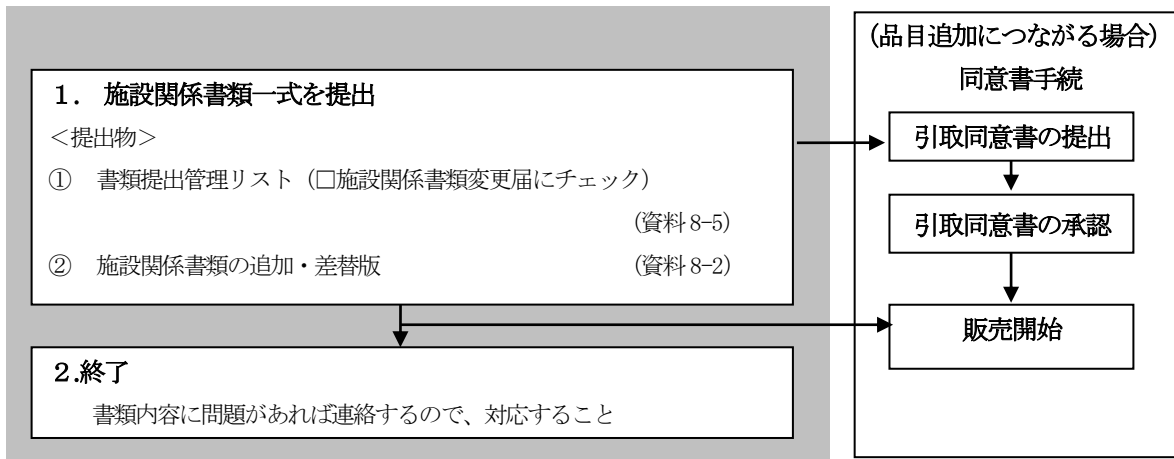 １． 施設関係書類一式を提出
＜提出物＞
① 書類提出管理リスト（□施設関係書類変更届にチェック）
（資料 8-5）
② 施設関係書類の追加・差替版 （資料 8-2）
２.終了
書類内容に問題があれば連絡するので、対応すること
（品目追加につながる場合）
同意書手続
引取同意書の提出
引取同意書の承認
販売開始